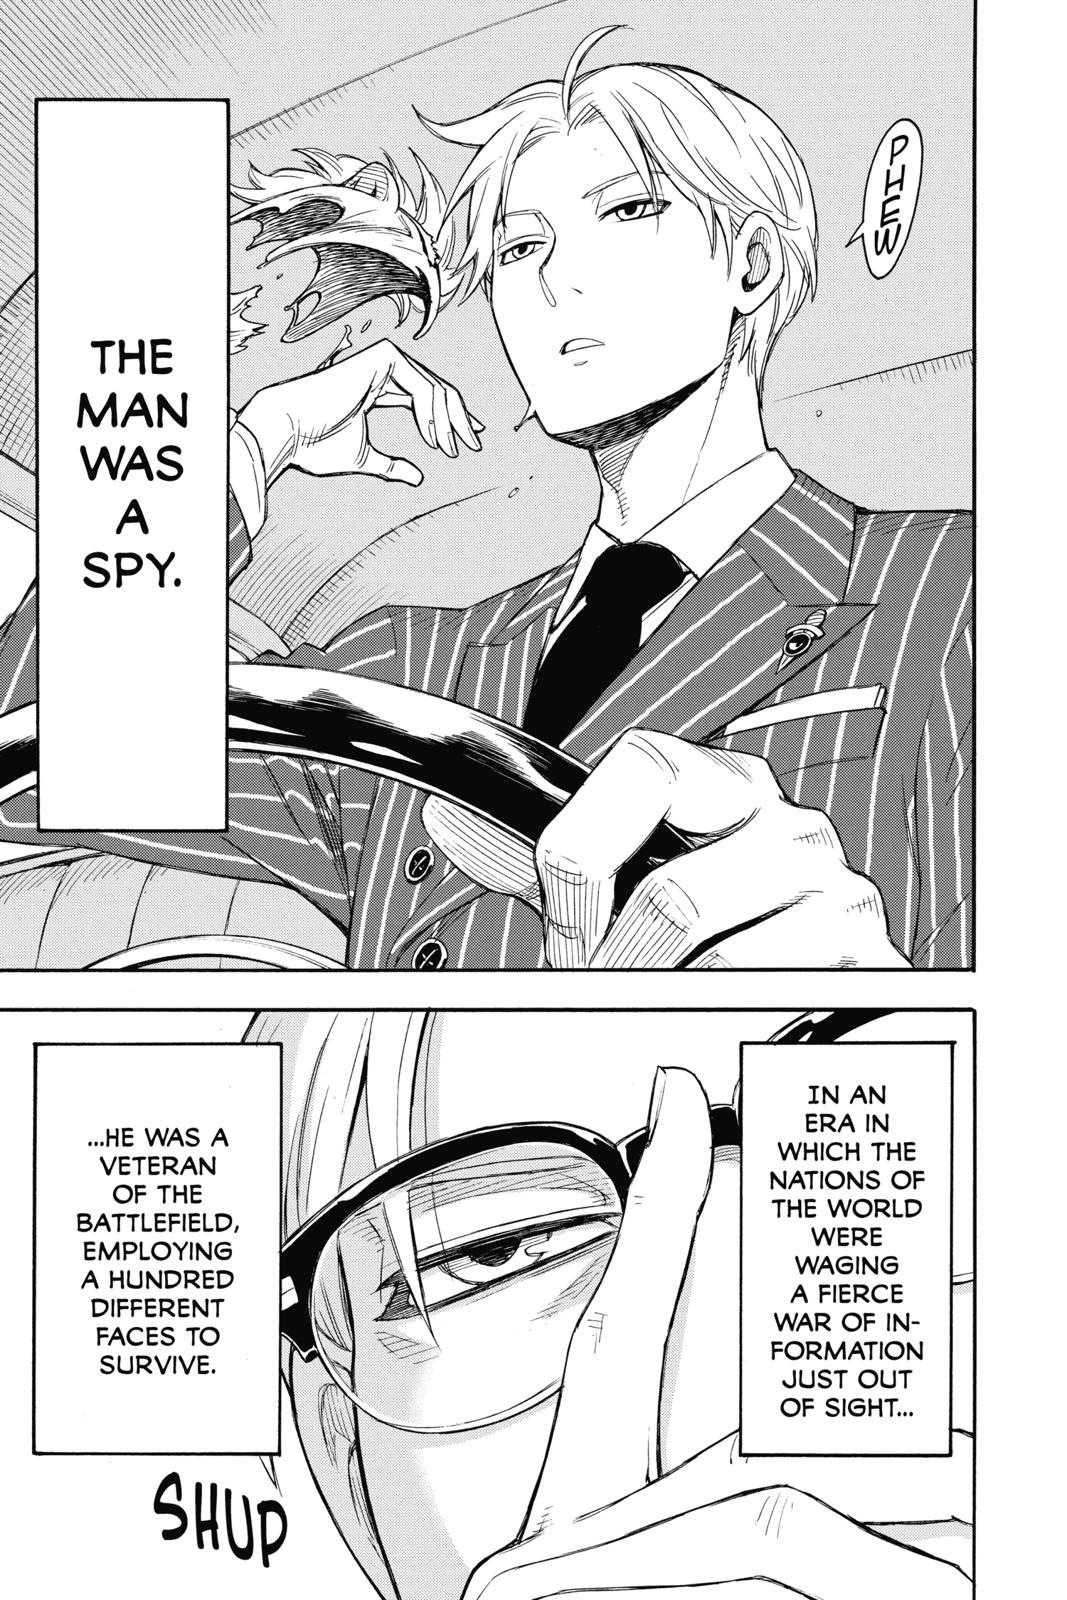 PHEW
THE
MAN
WAS
A
SPY.
IN AN
ERA IN
WHICH THE
NATIONS OF
THE WORLD
WERE
WAGING
A FIERCE
WAR OF IN-
FORMATION
JUST OUT
OF SIGHT...
...HE WAS A
VETERAN
OF THE
BATTLEFIELD,
EMPLOYING
A HUNDRED
DIFFERENT
FACES TO
SURVIVE.
SHUP